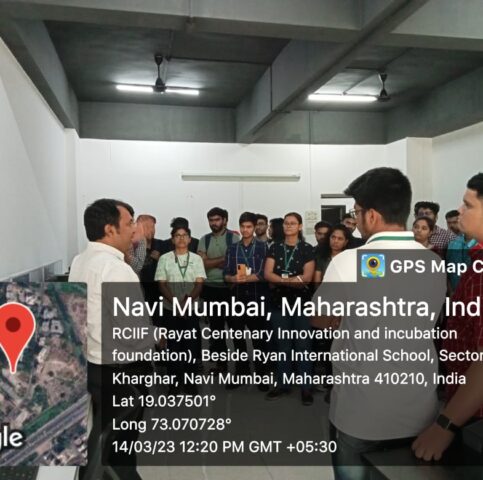 GPS Map C
Navi Mumbai, Maharashtra, Ind
RCIIF (Rayat Centenary Innovation and incubation
foundation), Beside Ryan International School, Sector
Kharghar, Navi Mumbai, Maharashtra 410210, India
Lat 19.037501°
Long 73.070728°
14/03/23 12:20 PM GMT +05:30
gle